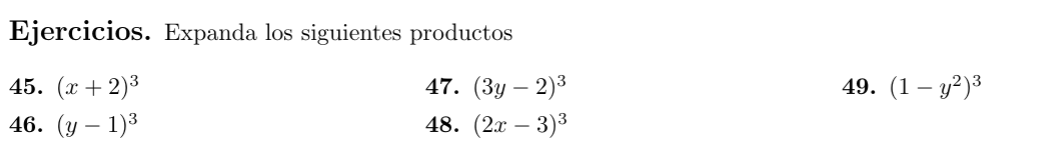 Ejercicios. Expanda los siguientes productos
45. (x + 2)³ 47. (3y − 2)³ 49. (1 − y²)³
46. (y − 1)³ 48. (2x − 3)³